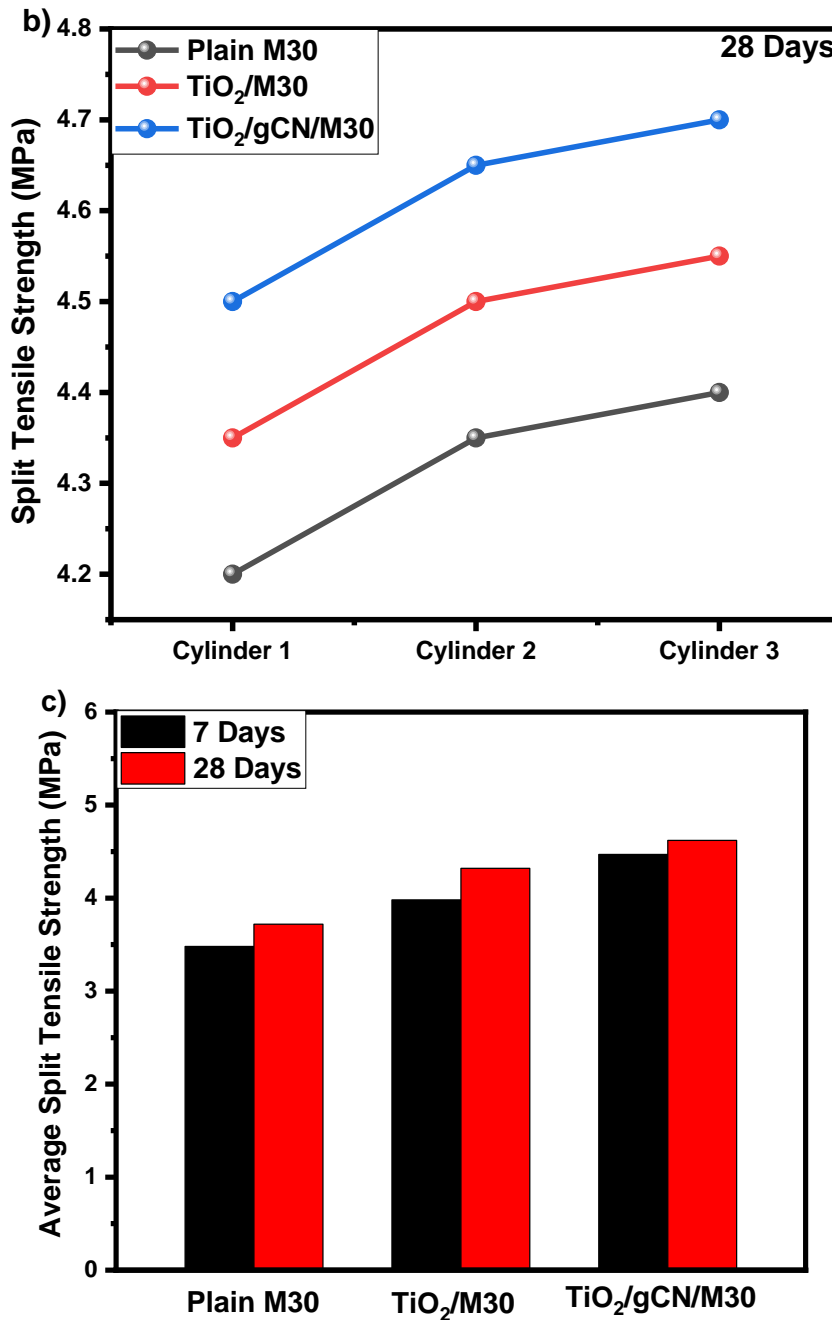 b)
4.8
4.7
4.6
4.5
4.4
4.3
4.2
Split Tensile Strength (MPa)
Plain M30
TiO₂/M30
TiO₂/gCN/M30
28 Days
Cylinder 1
Cylinder 2
Cylinder 3
c)
6
5
4
3
2
1
0
Average Split Tensile Strength (MPa)
7 Days
28 Days
Plain M30
TiO₂/M30
TiO₂/gCN/M30